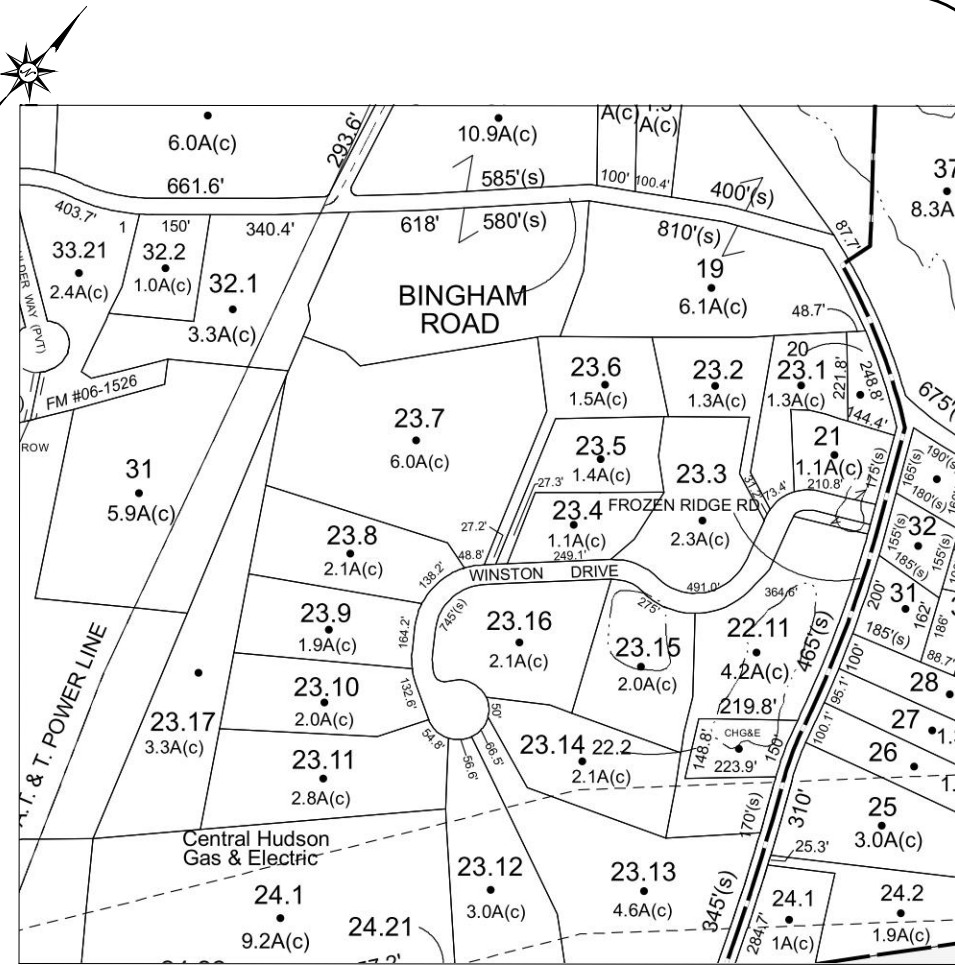 N
6.0A(c)
293.6'
10.9A(c)
A(c)
A(c)
37
8.3A
661.6'
585'(s)
100'
100.4'
400'(s)
403.7'
1
150'
340.4'
618'
580'(s)
810'(s)
87.7'
33.21
2.4A(c)
32.2
1.0A(c)
32.1
3.3A(c)
WAY (PVT)
BINGHAM
ROAD
19
6.1A(c)
48.7'
FM #06-1526
ROW
23.6
1.5A(c)
23.2
1.3A(c)
20
23.1
1.3A(c)
221.8'
248.8'
144.4'
675'(
23.7
6.0A(c)
23.5
1.4A(c)
23.3
2.3A(c)
21
1.1A(c)
210.8'
175'(s)
165'(s)
190'(s)
180'(s)
31
5.9A(c)
27.3'
23.4
1.1A(c)
249.1'
FROZEN RIDGE RD
31.2'
73.4'
32
155'(s)
185'(s)
155'(s)
23.8
2.1A(c)
27.2'
48.8'
138.2'
WINSTON DRIVE
491.0'
275'
364.6'
200'
31
162'
186'
185'(s)
88.7'
23.9
1.9A(c)
164.2'
745'(s)
23.16
2.1A(c)
23.15
2.0A(c)
22.11
4.2A(c)
465'(s)
100'
95.1'
28
A. T. & T. POWER LINE
23.17
3.3A(c)
23.10
2.0A(c)
132.6'
50'
219.8'
CHG&E
148.8'
150'
223.9'
100.1'
27
26
23.11
2.8A(c)
54.8'
56.6'
66.5'
23.14
2.1A(c)
22.2
170'(s)
310'
25
3.0A(c)
25.3'
Central Hudson
Gas & Electric
24.1
9.2A(c)
24.21
23.12
3.0A(c)
23.13
4.6A(c)
345'(s)
284.7'
24.1
1A(c)
24.2
1.9A(c)